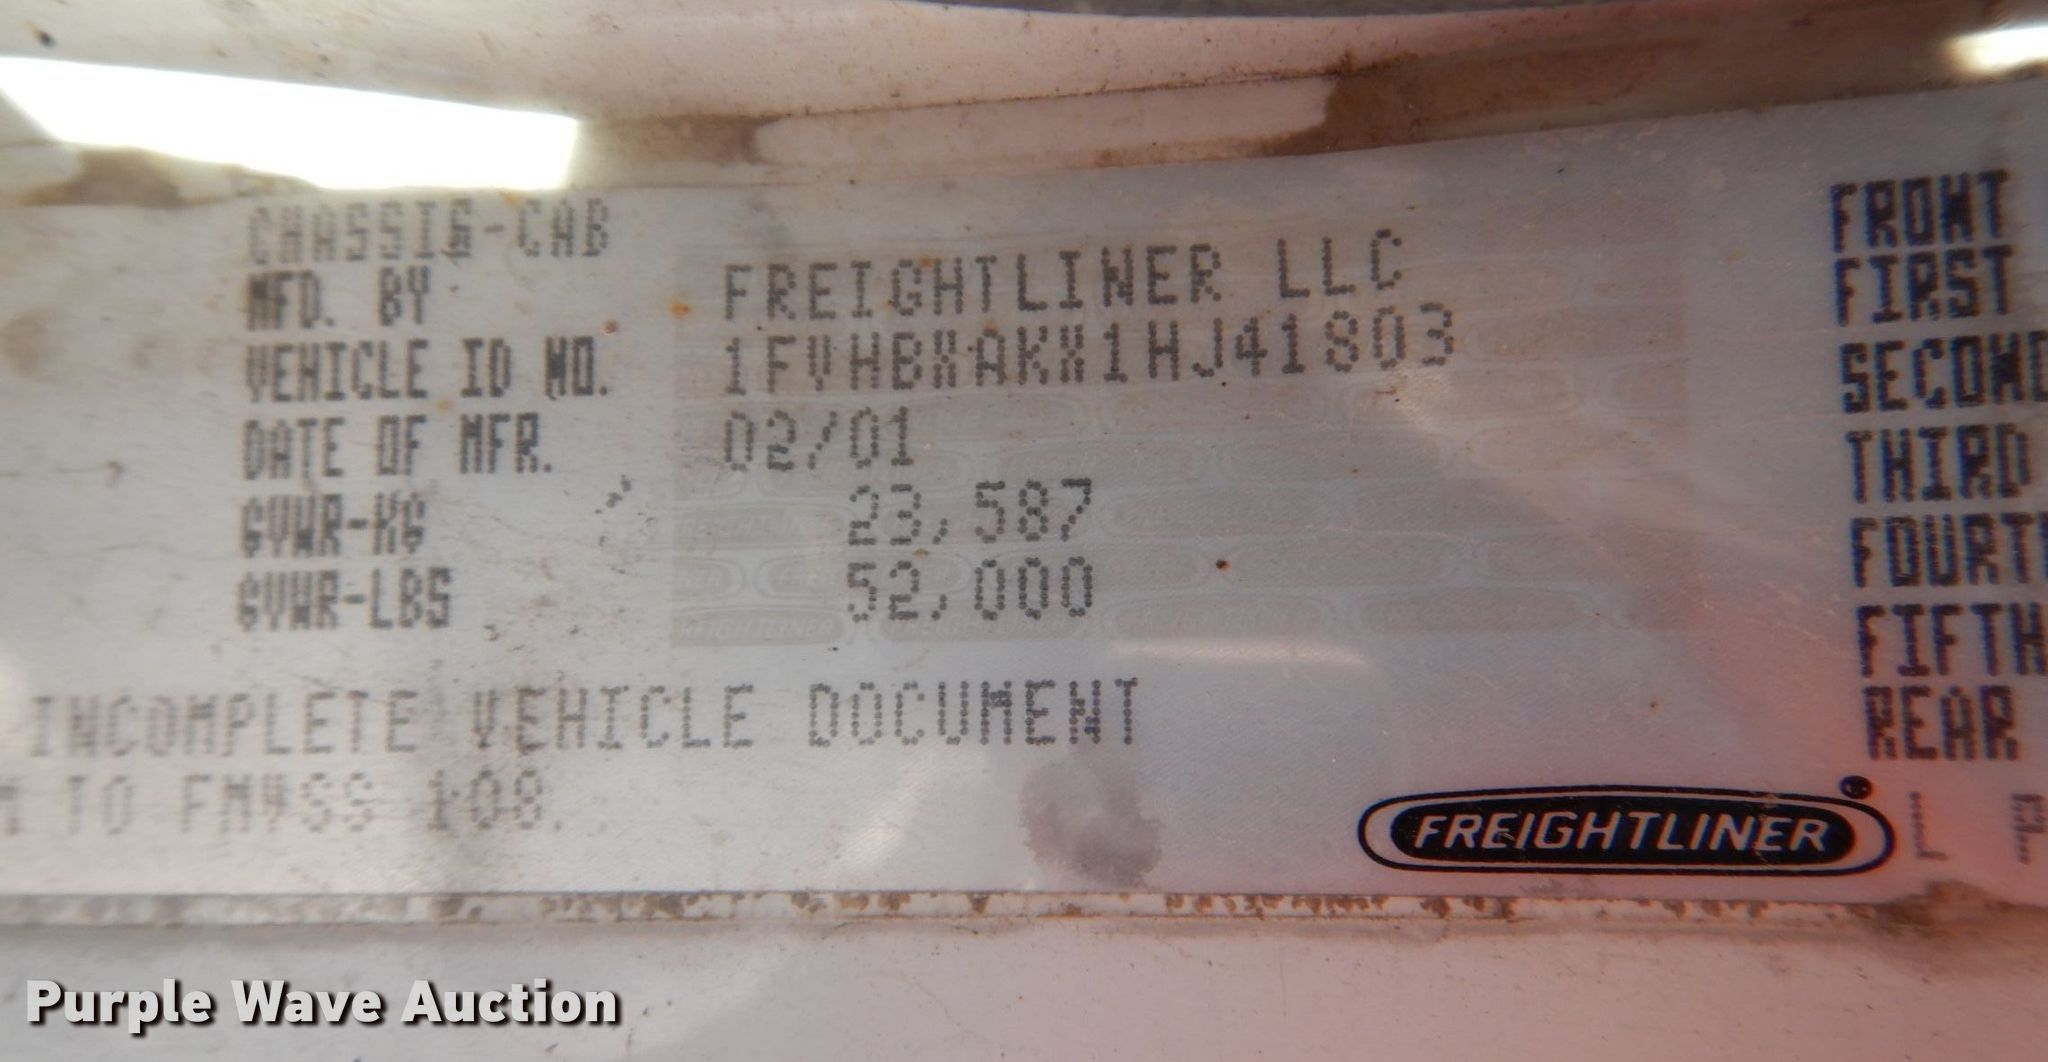 CHASSIS-CAB
MFD. BY FREIGHTLINER LLC
VEHICLE ID NO. 1FVHBXAKX1HJ41803
DATE OF MFR. 02/01
GVWR-KG 23,587
GVWR-LBS 52,000
INCOMPLETE VEHICLE DOCUMENT
TO FMVSS 108.
FRONT
FIRST
SECOND
THIRD
FOURTH
FIFTH
REAR
FREIGHTLINER®
Purple Wave Auction